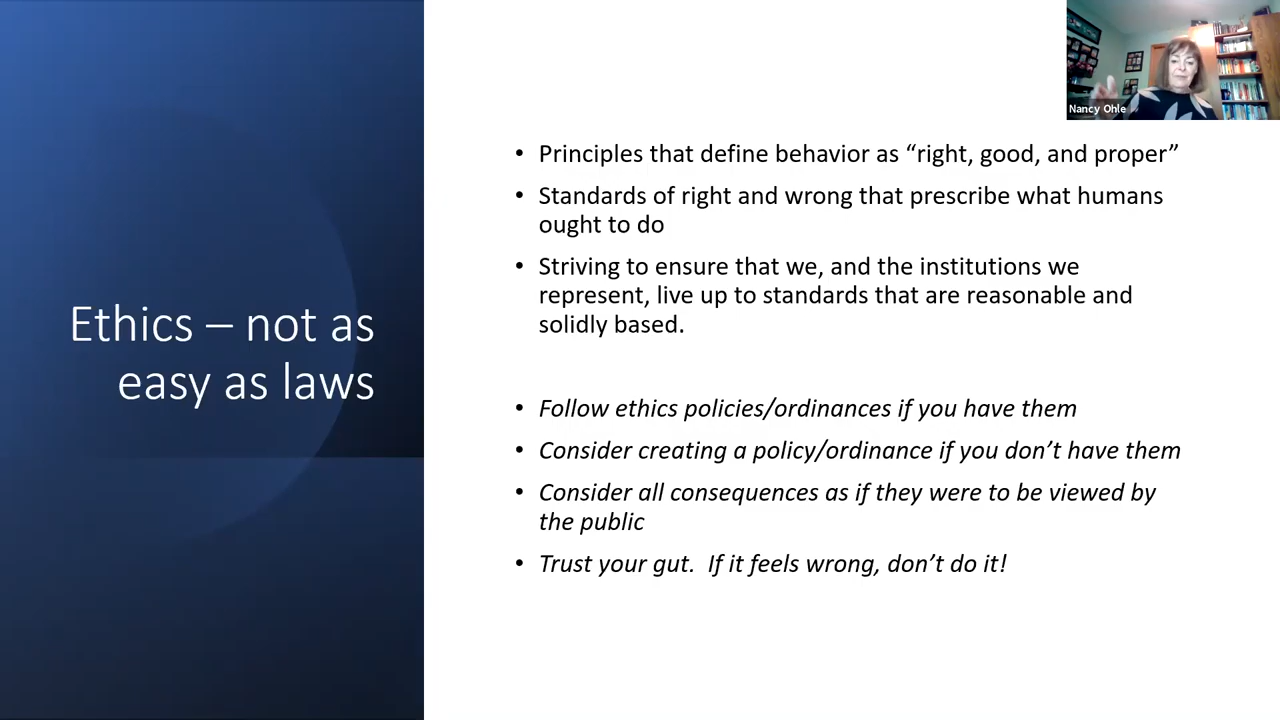 Nancy Ohle
Ethics – not as
easy as laws
• Principles that define behavior as “right, good, and proper”
• Standards of right and wrong that prescribe what humans
ought to do
• Striving to ensure that we, and the institutions we
represent, live up to standards that are reasonable and
solidly based.
• Follow ethics policies/ordinances if you have them
• Consider creating a policy/ordinance if you don’t have them
• Consider all consequences as if they were to be viewed by
the public
• Trust your gut.  If it feels wrong, don’t do it!